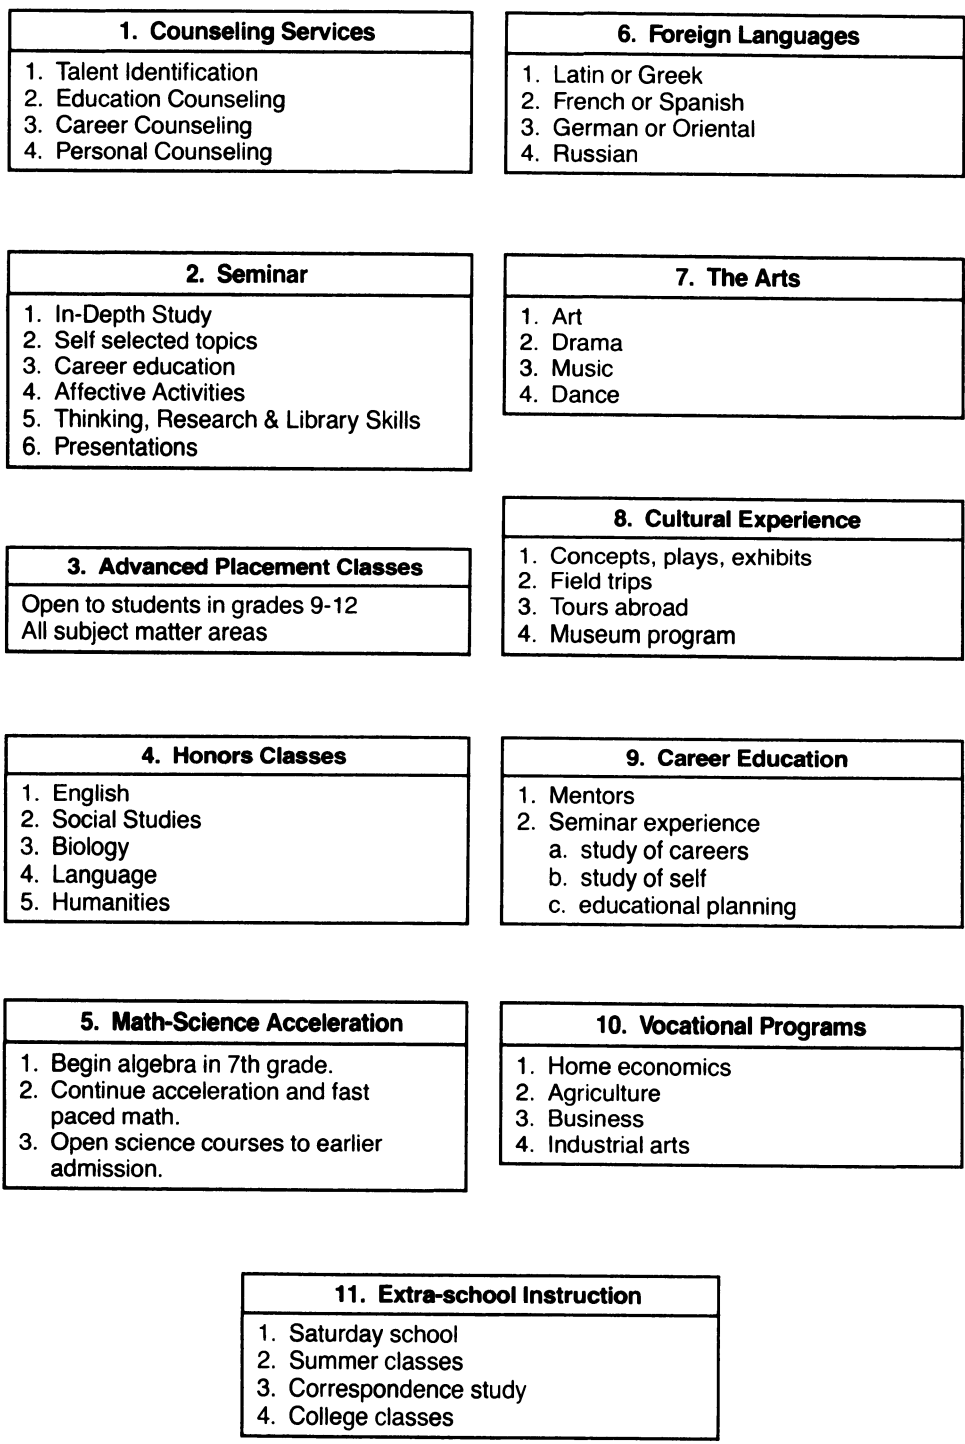 1. Counseling Services
1. Talent Identification
2. Education Counseling
3. Career Counseling
4. Personal Counseling
2. Seminar
1. In-Depth Study
2. Self selected topics
3. Career education
4. Affective Activities
5. Thinking, Research & Library Skills
6. Presentations
3. Advanced Placement Classes
Open to students in grades 9-12
All subject matter areas
4. Honors Classes
1. English
2. Social Studies
3. Biology
4. Language
5. Humanities
5. Math-Science Acceleration
1. Begin algebra in 7th grade.
2. Continue acceleration and fast
paced math.
3. Open science courses to earlier
admission.
6. Foreign Languages
1. Latin or Greek
2. French or Spanish
3. German or Oriental
4. Russian
7. The Arts
1. Art
2. Drama
3. Music
4. Dance
8. Cultural Experience
1. Concepts, plays, exhibits
2. Field trips
3. Tours abroad
4. Museum program
9. Career Education
1. Mentors
2. Seminar experience
a. study of careers
b. study of self
c. educational planning
10. Vocational Programs
1. Home economics
2. Agriculture
3. Business
4. Industrial arts
11. Extra-school Instruction
1. Saturday school
2. Summer classes
3. Correspondence study
4. College classes